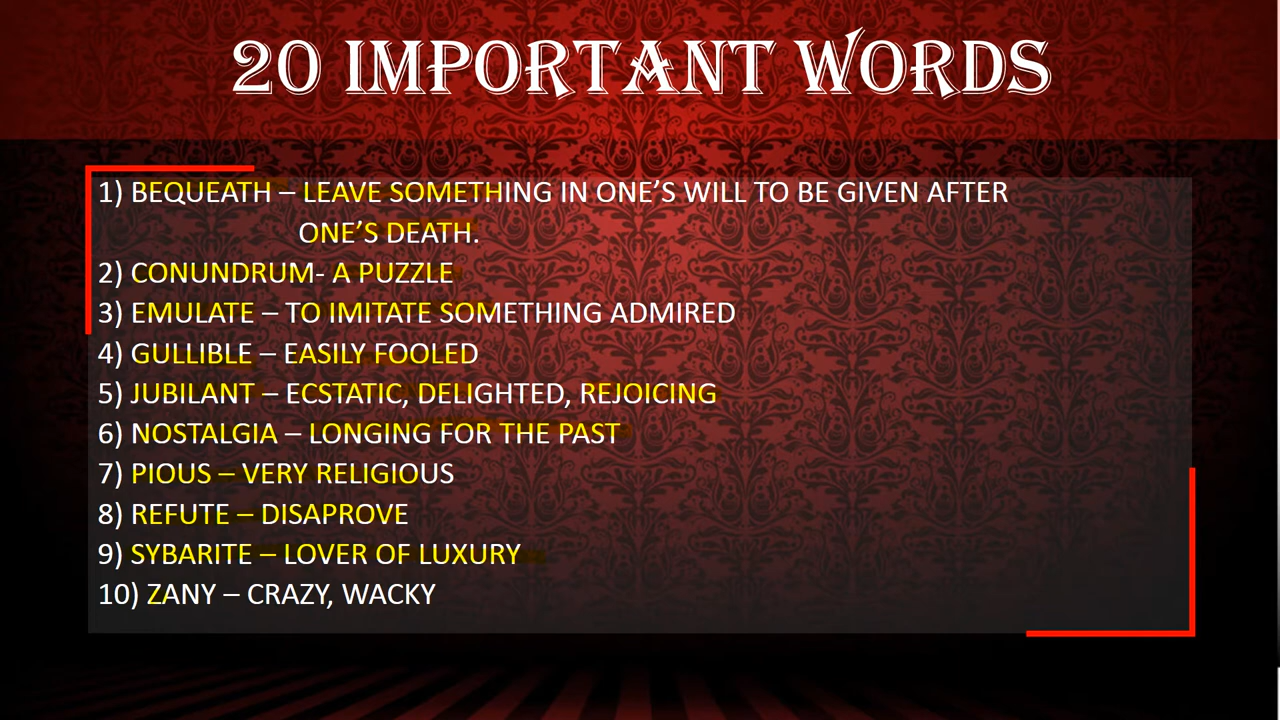 20 IMPORTANT WORDS
1) BEQUEATH – LEAVE SOMETHING IN ONE'S WILL TO BE GIVEN AFTER
ONE'S DEATH.
2) CONUNDRUM- A PUZZLE
3) EMULATE – TO IMITATE SOMETHING ADMIRED
4) GULLIBLE – EASILY FOOLED
5) JUBILANT – ECSTATIC, DELIGHTED, REJOICING
6) NOSTALGIA – LONGING FOR THE PAST
7) PIOUS – VERY RELIGIOUS
8) REFUTE – DISAPROVE
9) SYBARITE – LOVER OF LUXURY
10) ZANY – CRAZY, WACKY